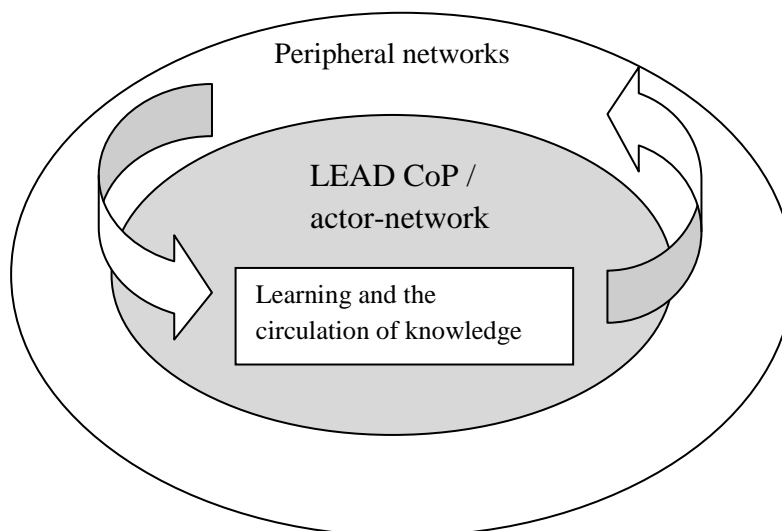 Peripheral networks
LEAD CoP /
actor-network
Learning and the
circulation of knowledge